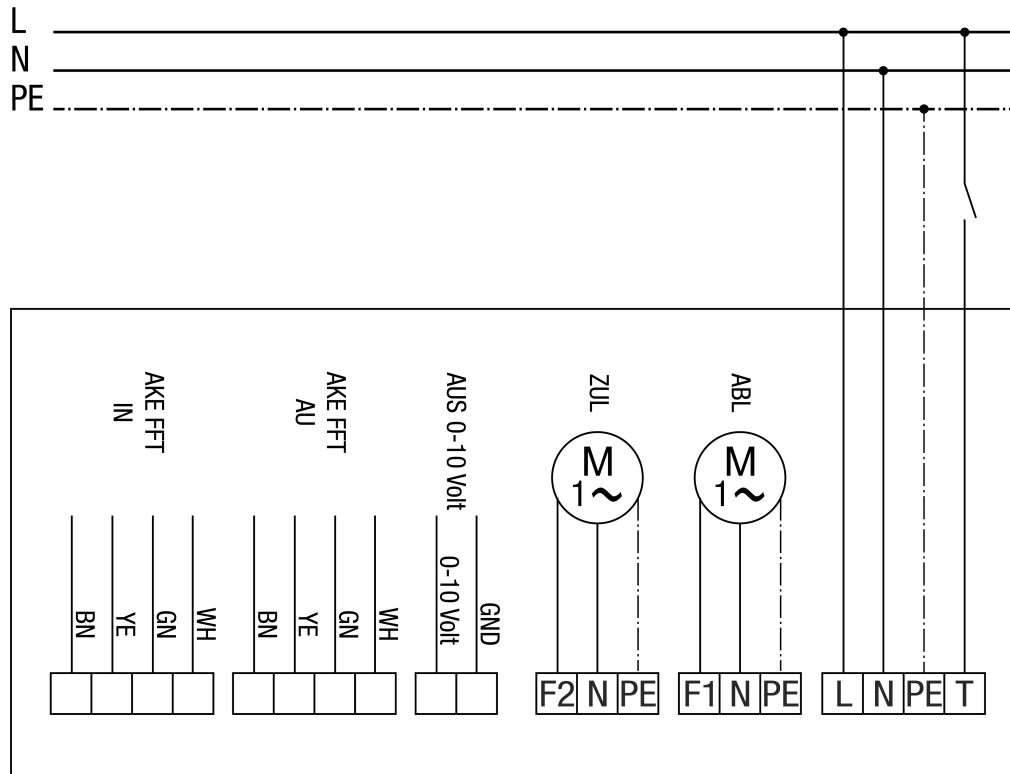 L
N
PE
AKE FFT
IN
AKE FFT
AU
AUS 0-10 Volt
ZUL
ABL
M
1~
M
1~
BN
YE
GN
WH
BN
YE
GN
WH
0-10 Volt
GND
F2 N PE
F1 N PE
L N PE T